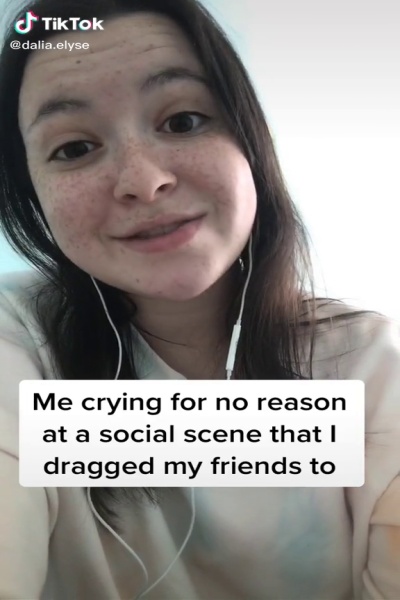 TikTok
@dalia.elyse
Me crying for no reason
at a social scene that I
dragged my friends to